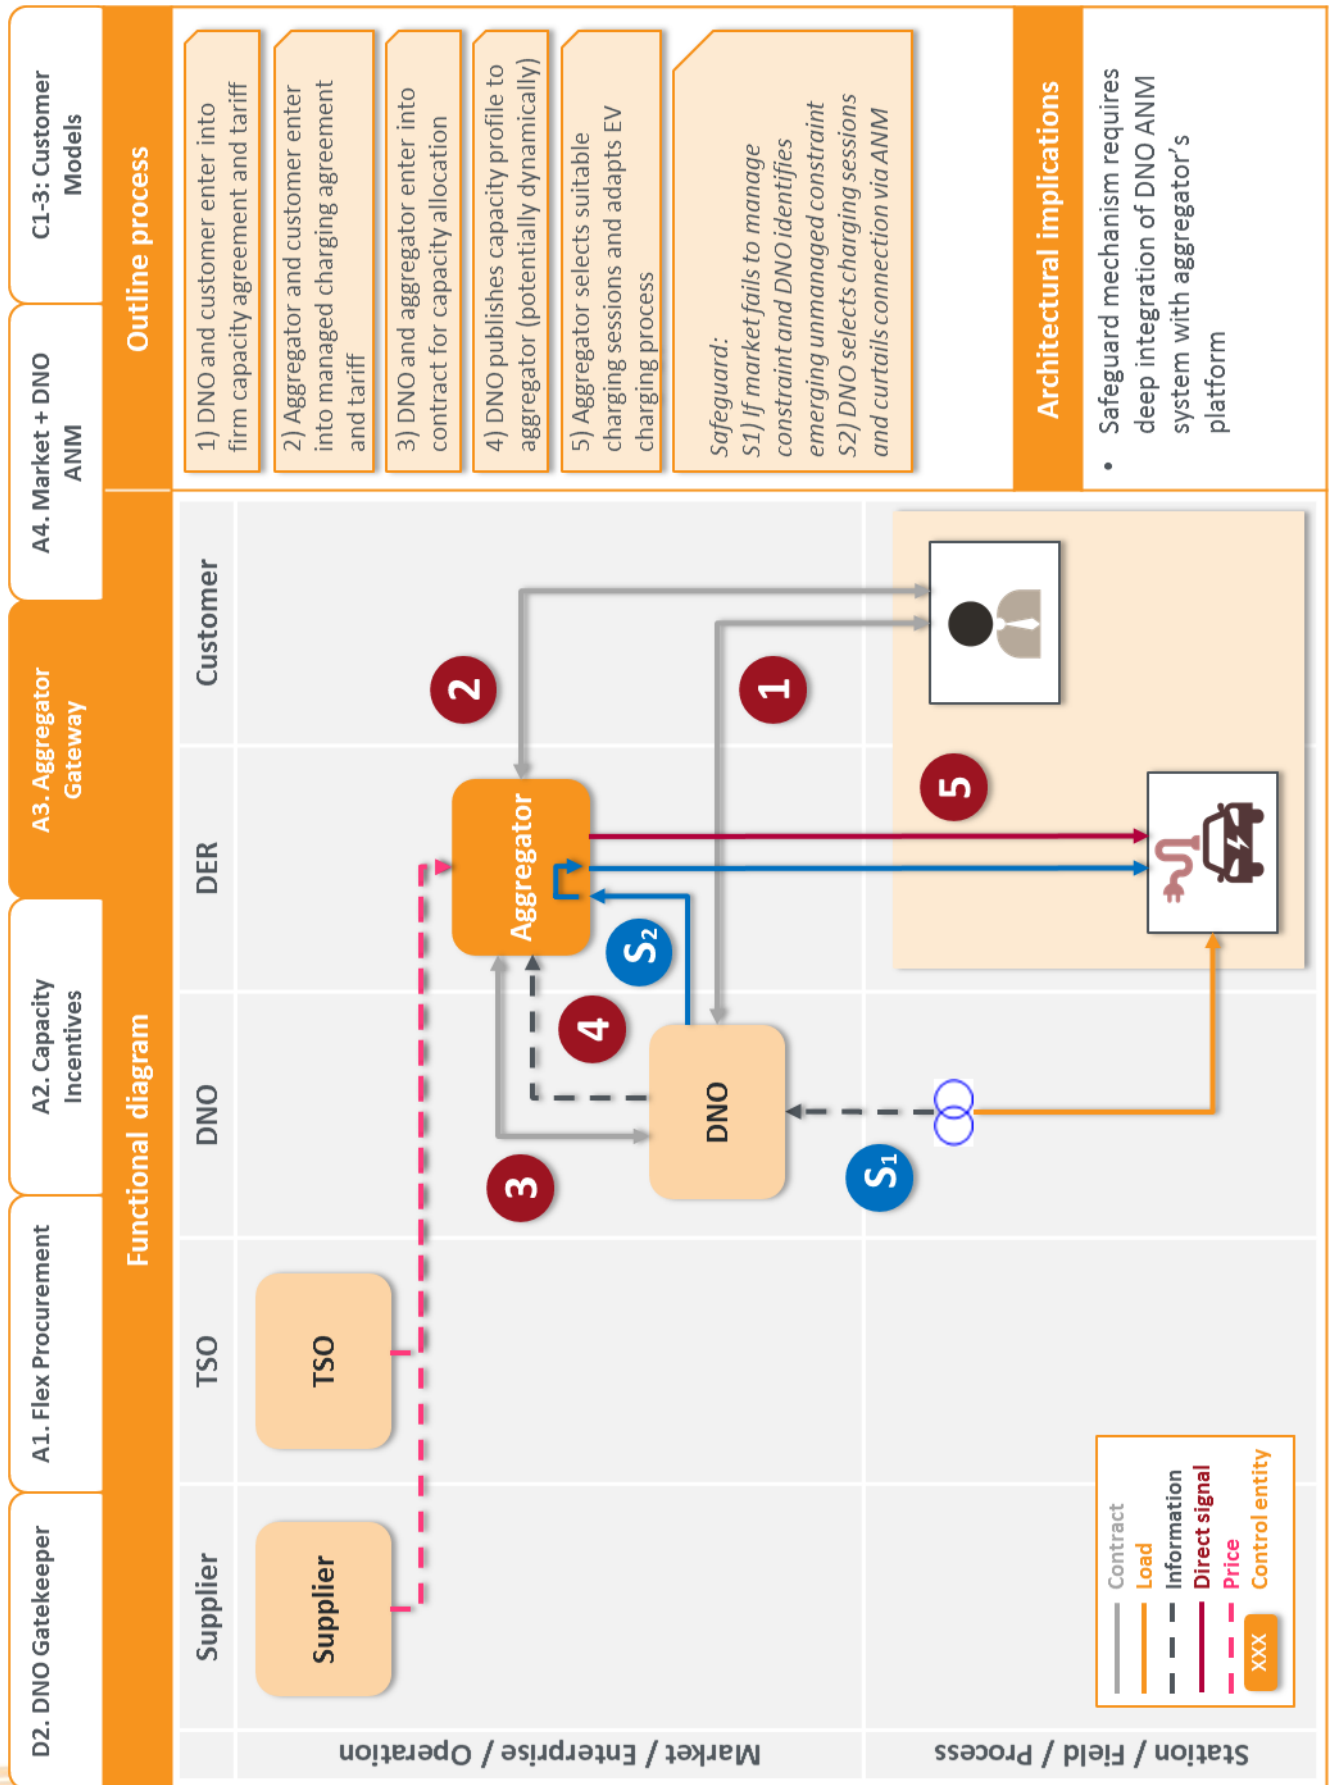 D2. DNO Gatekeeper
A1. Flex Procurement
A2. Capacity
Incentives
A3. Aggregator
Gateway
A4. Market + DNO
ANM
C1-3: Customer
Models
Functional diagram
Outline process
Supplier
TSO
DNO
DER
Customer
Market / Enterprise / Operation
Station / Field / Process
Supplier
TSO
Aggregator
DNO
2
3
4
S2
1
S1
5
Contract
Load
Information
Direct signal
Price
XXX
Control entity
1) DNO and customer enter into
firm capacity agreement and tariff
2) Aggregator and customer enter
into managed charging agreement
and tariff
3) DNO and aggregator enter into
contract for capacity allocation
4) DNO publishes capacity profile to
aggregator (potentially dynamically)
5) Aggregator selects suitable
charging sessions and adapts EV
charging process
Safeguard:
S1) If market fails to manage
constraint and DNO identifies
emerging unmanaged constraint
S2) DNO selects charging sessions
and curtails connection via ANM
Architectural implications
• Safeguard mechanism requires
deep integration of DNO ANM
system with aggregator's
platform